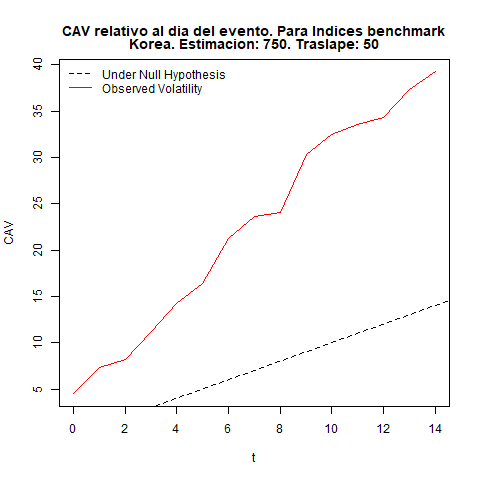 CAV relativo al dia del evento. Para Indices benchmark
Korea. Estimacion: 750. Traslape: 50
Under Null Hypothesis
Observed Volatility
40
35
30
25
20
15
10
5
CAV
0 2 4 6 8 10 12 14
t